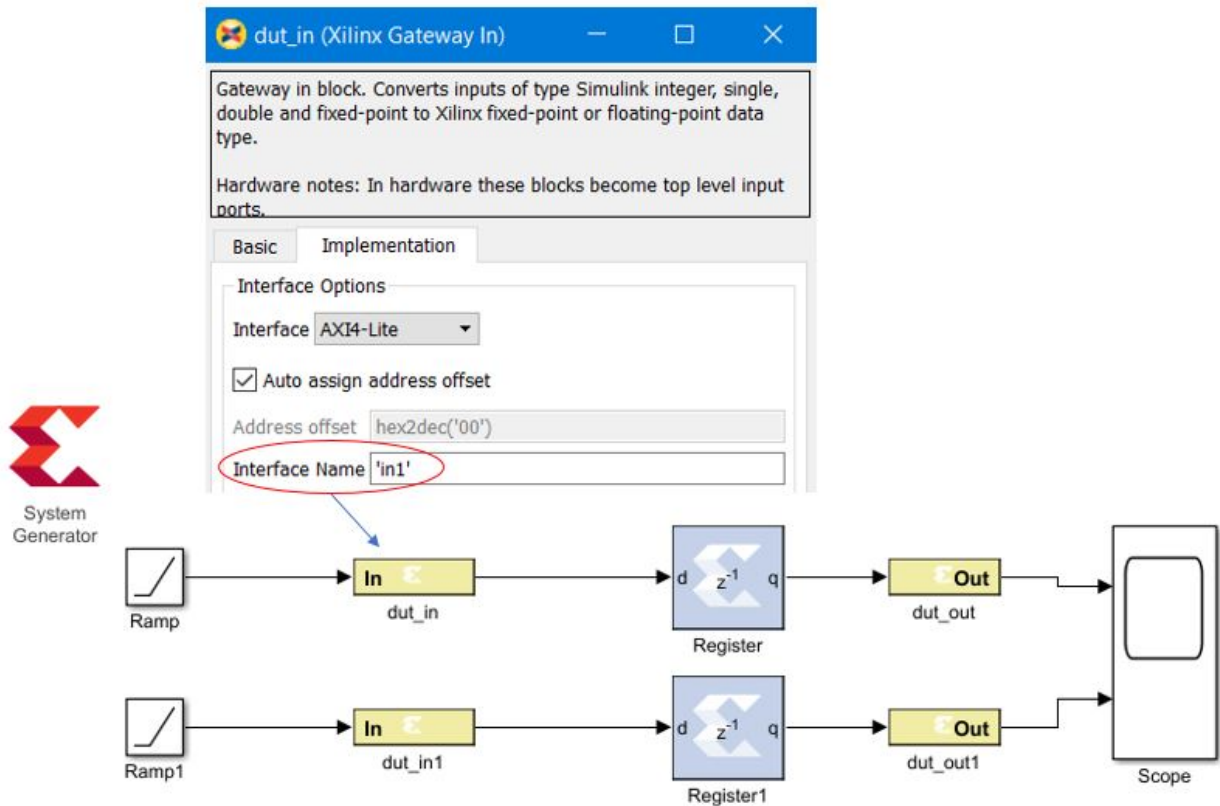 dut_in (Xilinx Gateway In)
Gateway in block. Converts inputs of type Simulink integer, single,
double and fixed-point to Xilinx fixed-point or floating-point data
type.
Hardware notes: In hardware these blocks become top level input
ports.
Basic Implementation
Interface Options
Interface AXI4-Lite
Auto assign address offset
Address offset hex2dec('00')
Interface Name 'in1'
System
Generator
Ramp
In
dut_in
d z-1 q
Register
Out
dut_out
Ramp1
In
dut_in1
d z-1 q
Register1
Out
dut_out1
Scope